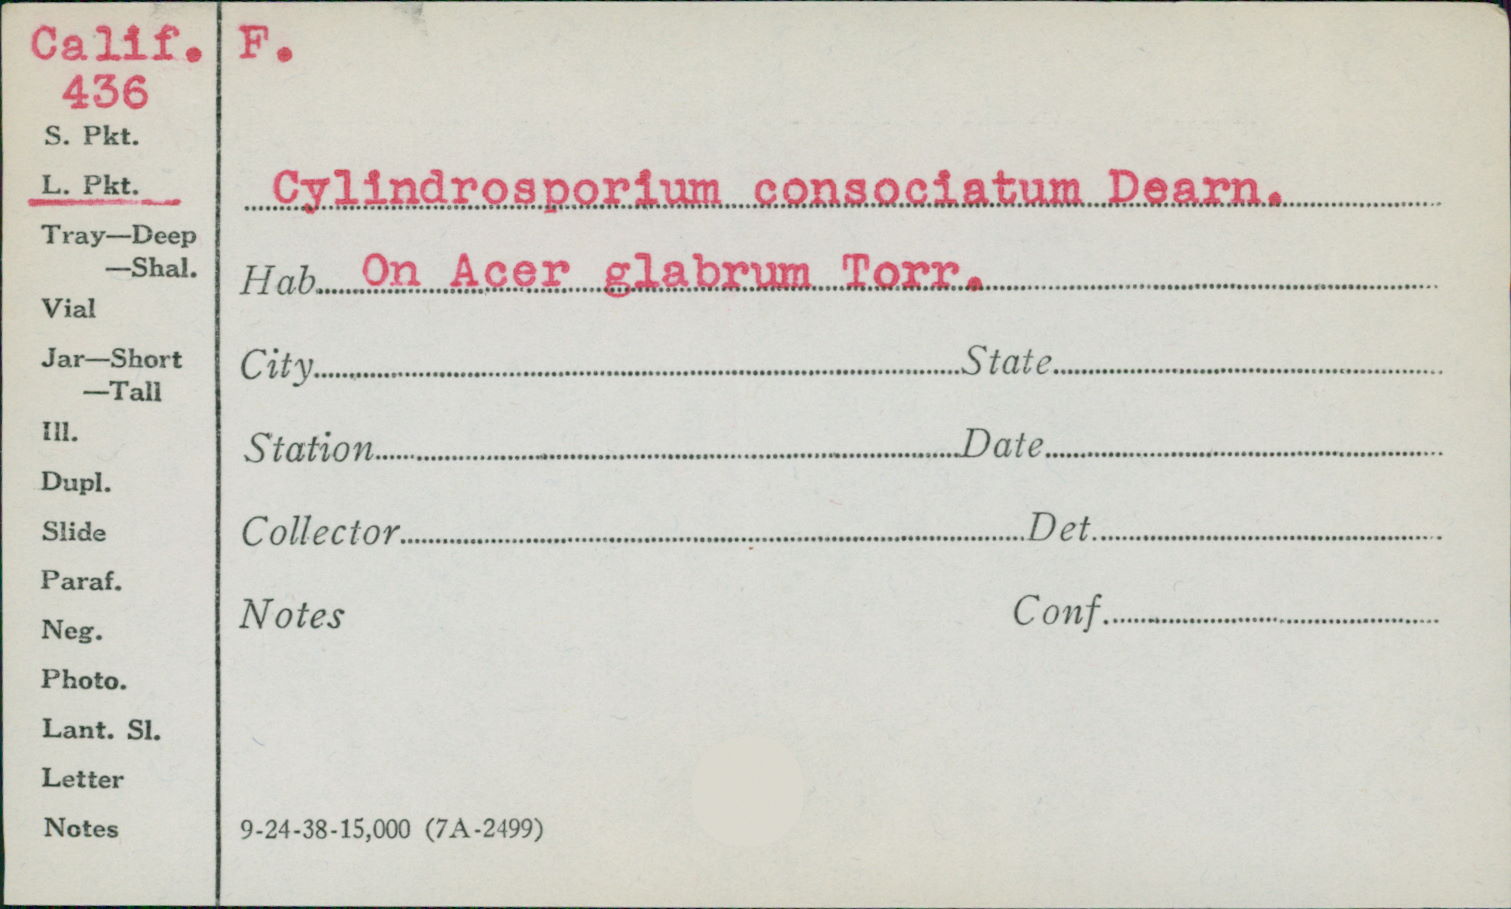 Calif.
436
S. Pkt.
L. Pkt.
Tray—Deep
—Shal.
Vial
Jar—Short
—Tall
Ill.
Dupl.
Slide
Paraf.
Neg.
Photo.
Lant. Sl.
Letter
Notes
F.
Cylindrosporium consociatum Dearn.
Hab. On Acer glabrum Torr.
City State
Station Date
Collector Det.
Notes Conf.
9-24-38-15,000 (7A-2499)